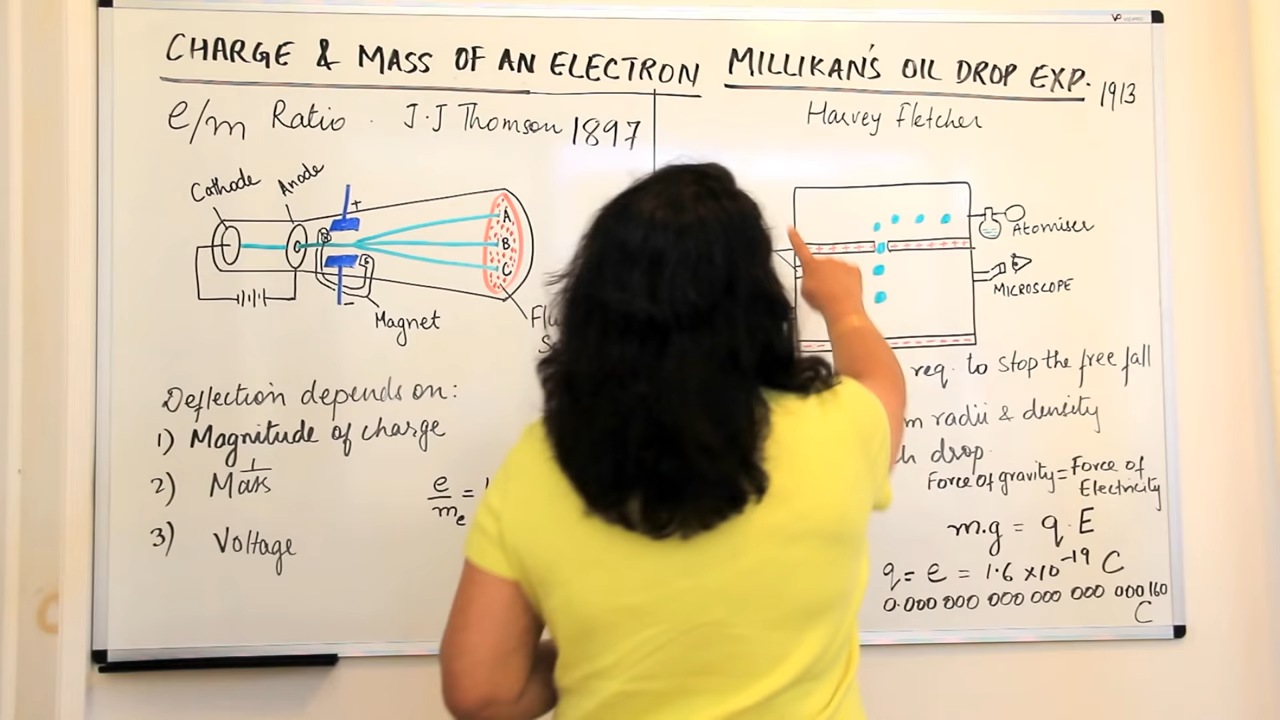 CHARGE & MASS OF AN ELECTRON
e/m Ratio . J.J Thomson 1897
Cathode
Anode
+
A
B
C
-
Magnet
Deflection depends on:
1) Magnitude of charge
2) 1/Mass
3) Voltage
e/me =
MILLIKAN'S OIL DROP EXP. 1913
Harvey Fletcher
Atomiser
MICROSCOPE
req. to stop the free fall
radii & density
drop.
Force of gravity = Force of
Electricity
m.g = q.E
q = e = 1.6 x 10⁻¹⁹ C
0.000 000 000 000 000 000 160
C